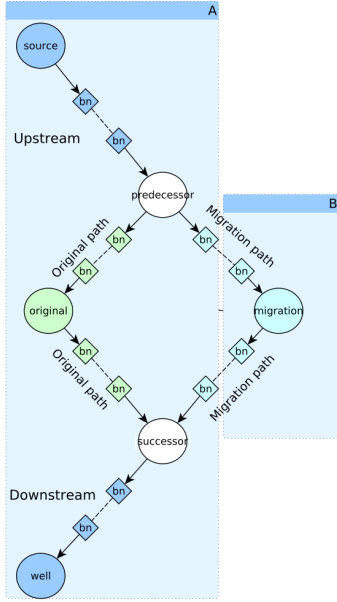 A
source
bn
Upstream
bn
predecessor
B
Original path
bn
bn
Migration path
bn
bn
original
migration
bn
bn
Original path
bn
bn
Migration path
successor
Downstream
bn
bn
well